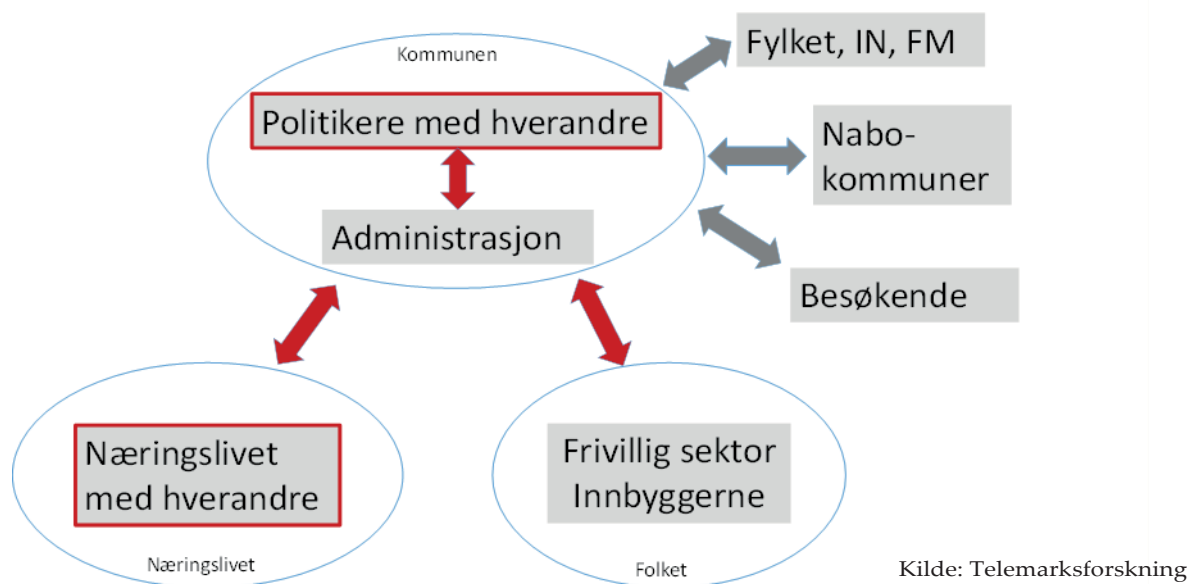 Kommunen
Politikere med hverandre
Administrasjon
Fylket, IN, FM
Nabo-
kommuner
Besøkende
Næringslivet
med hverandre
Næringslivet
Frivillig sektor
Innbyggerne
Folket
Kilde: Telemarksforskning